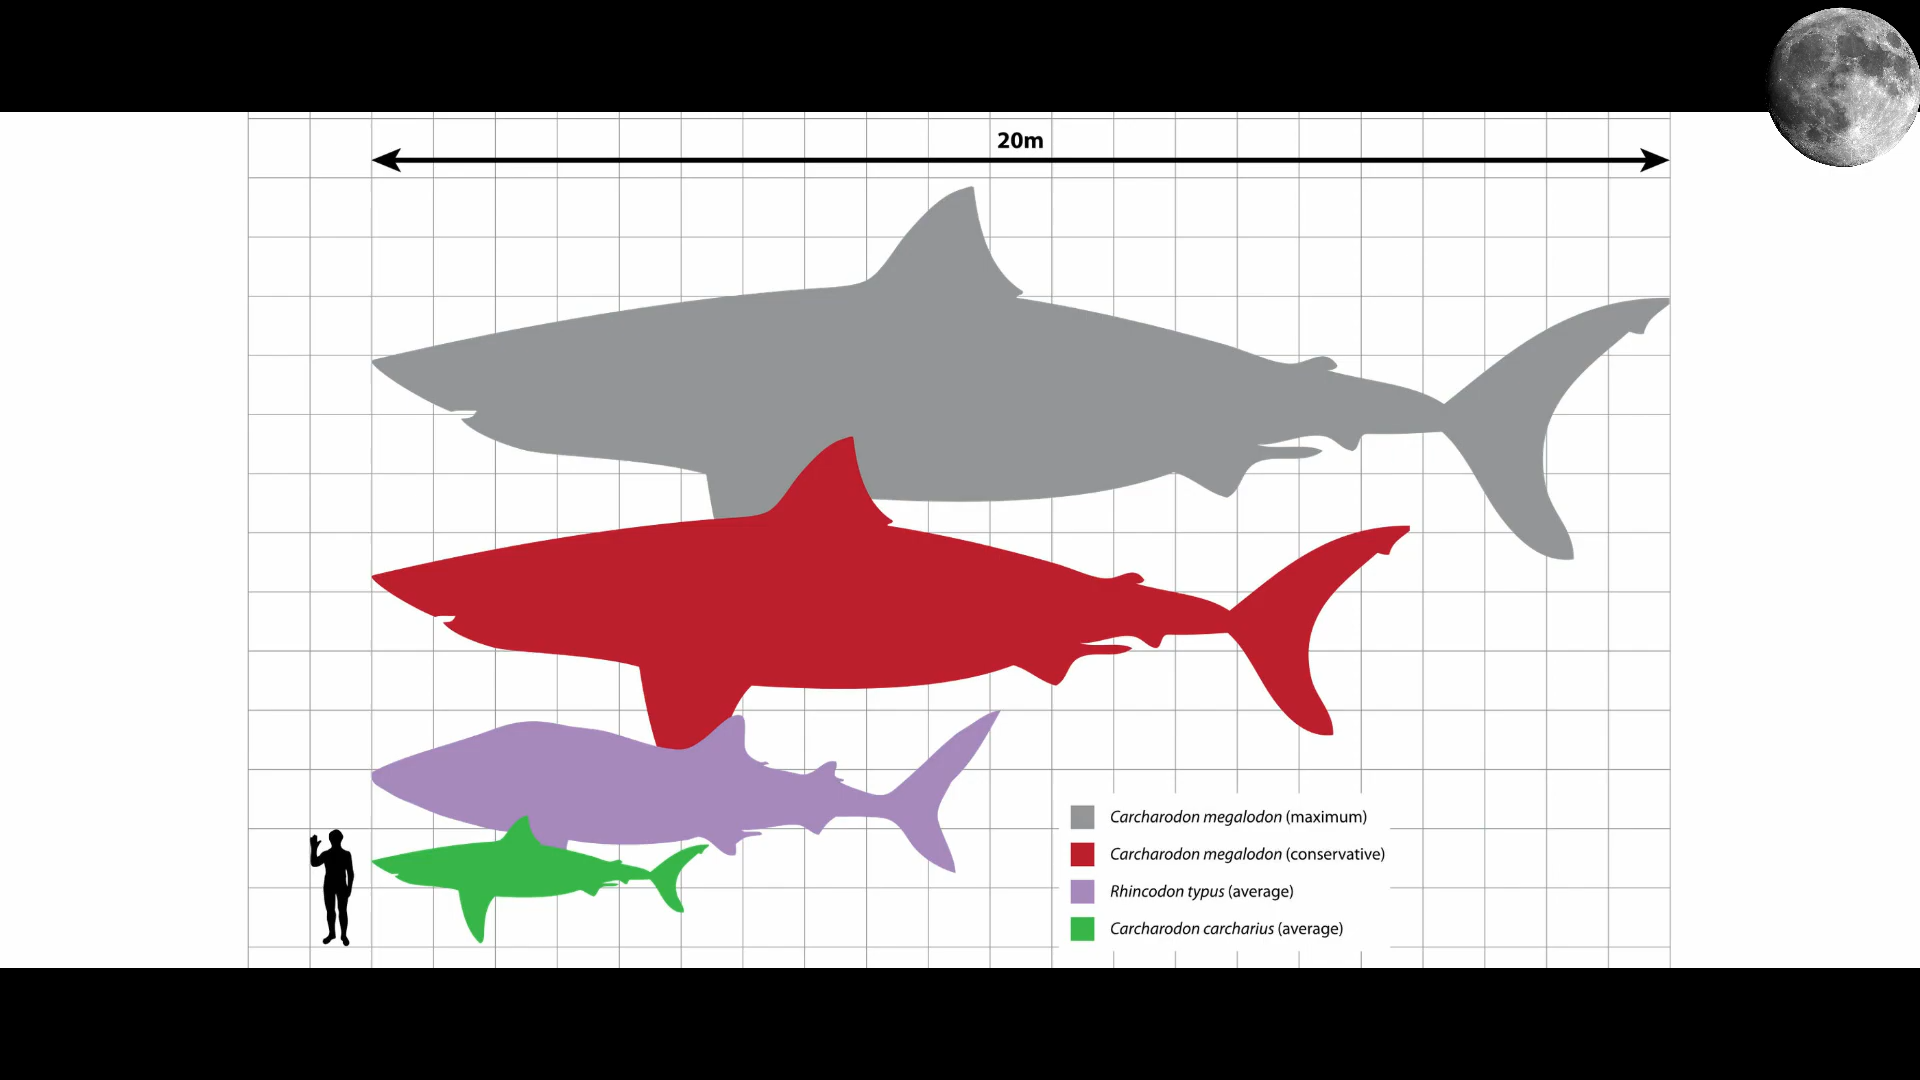 20m
Carcharodon megalodon (maximum)
Carcharodon megalodon (conservative)
Rhincodon typus (average)
Carcharodon carcharius (average)